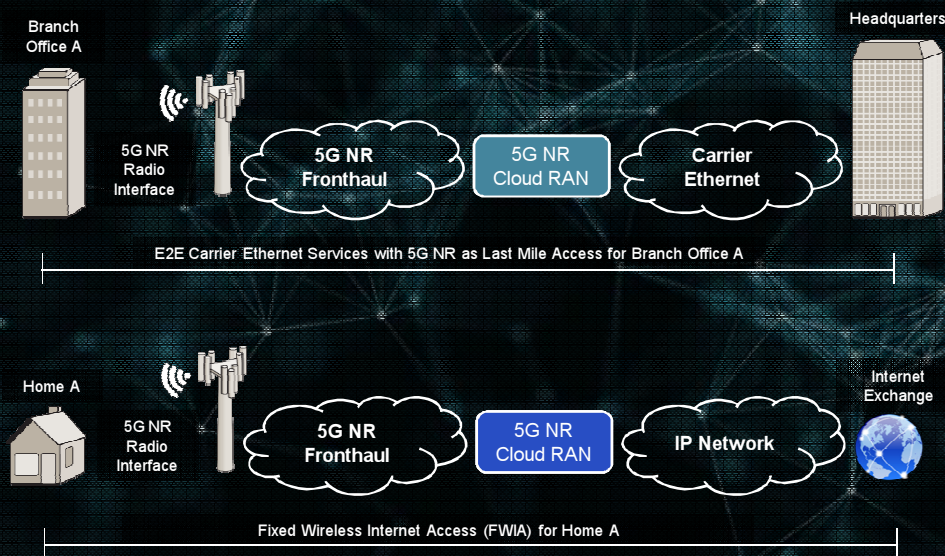 Branch
Office A
Headquarters
5G NR
Radio
Interface
5G NR
Fronthaul
5G NR
Cloud RAN
Carrier
Ethernet
E2E Carrier Ethernet Services with 5G NR as Last Mile Access for Branch Office A
Home A
Internet
Exchange
5G NR
Radio
Interface
5G NR
Fronthaul
5G NR
Cloud RAN
IP Network
Fixed Wireless Internet Access (FWIA) for Home A